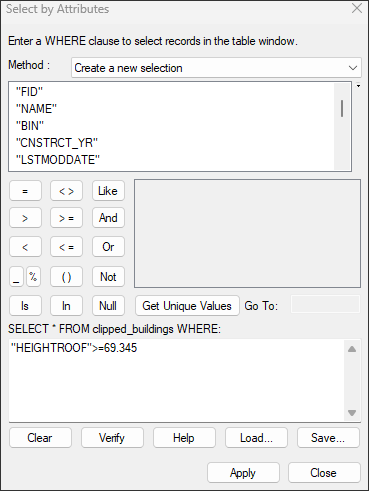 Select by Attributes
Enter a WHERE clause to select records in the table window.
Method : Create a new selection
"FID"
"NAME"
"BIN"
"CNSTRCT_YR"
"LSTMODDATE"
= < > Like
> > = And
< < = Or
_ % ( ) Not
Is In Null Get Unique Values Go To:
SELECT * FROM clipped_buildings WHERE:
"HEIGHTROOF">=69.345
Clear Verify Help Load... Save...
Apply Close